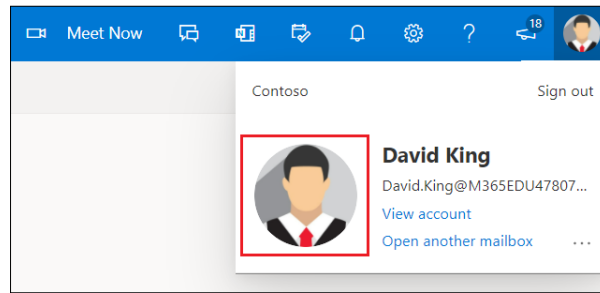 Meet Now
18
Contoso
Sign out
David King
David.King@M365EDU47807...
View account
Open another mailbox ...